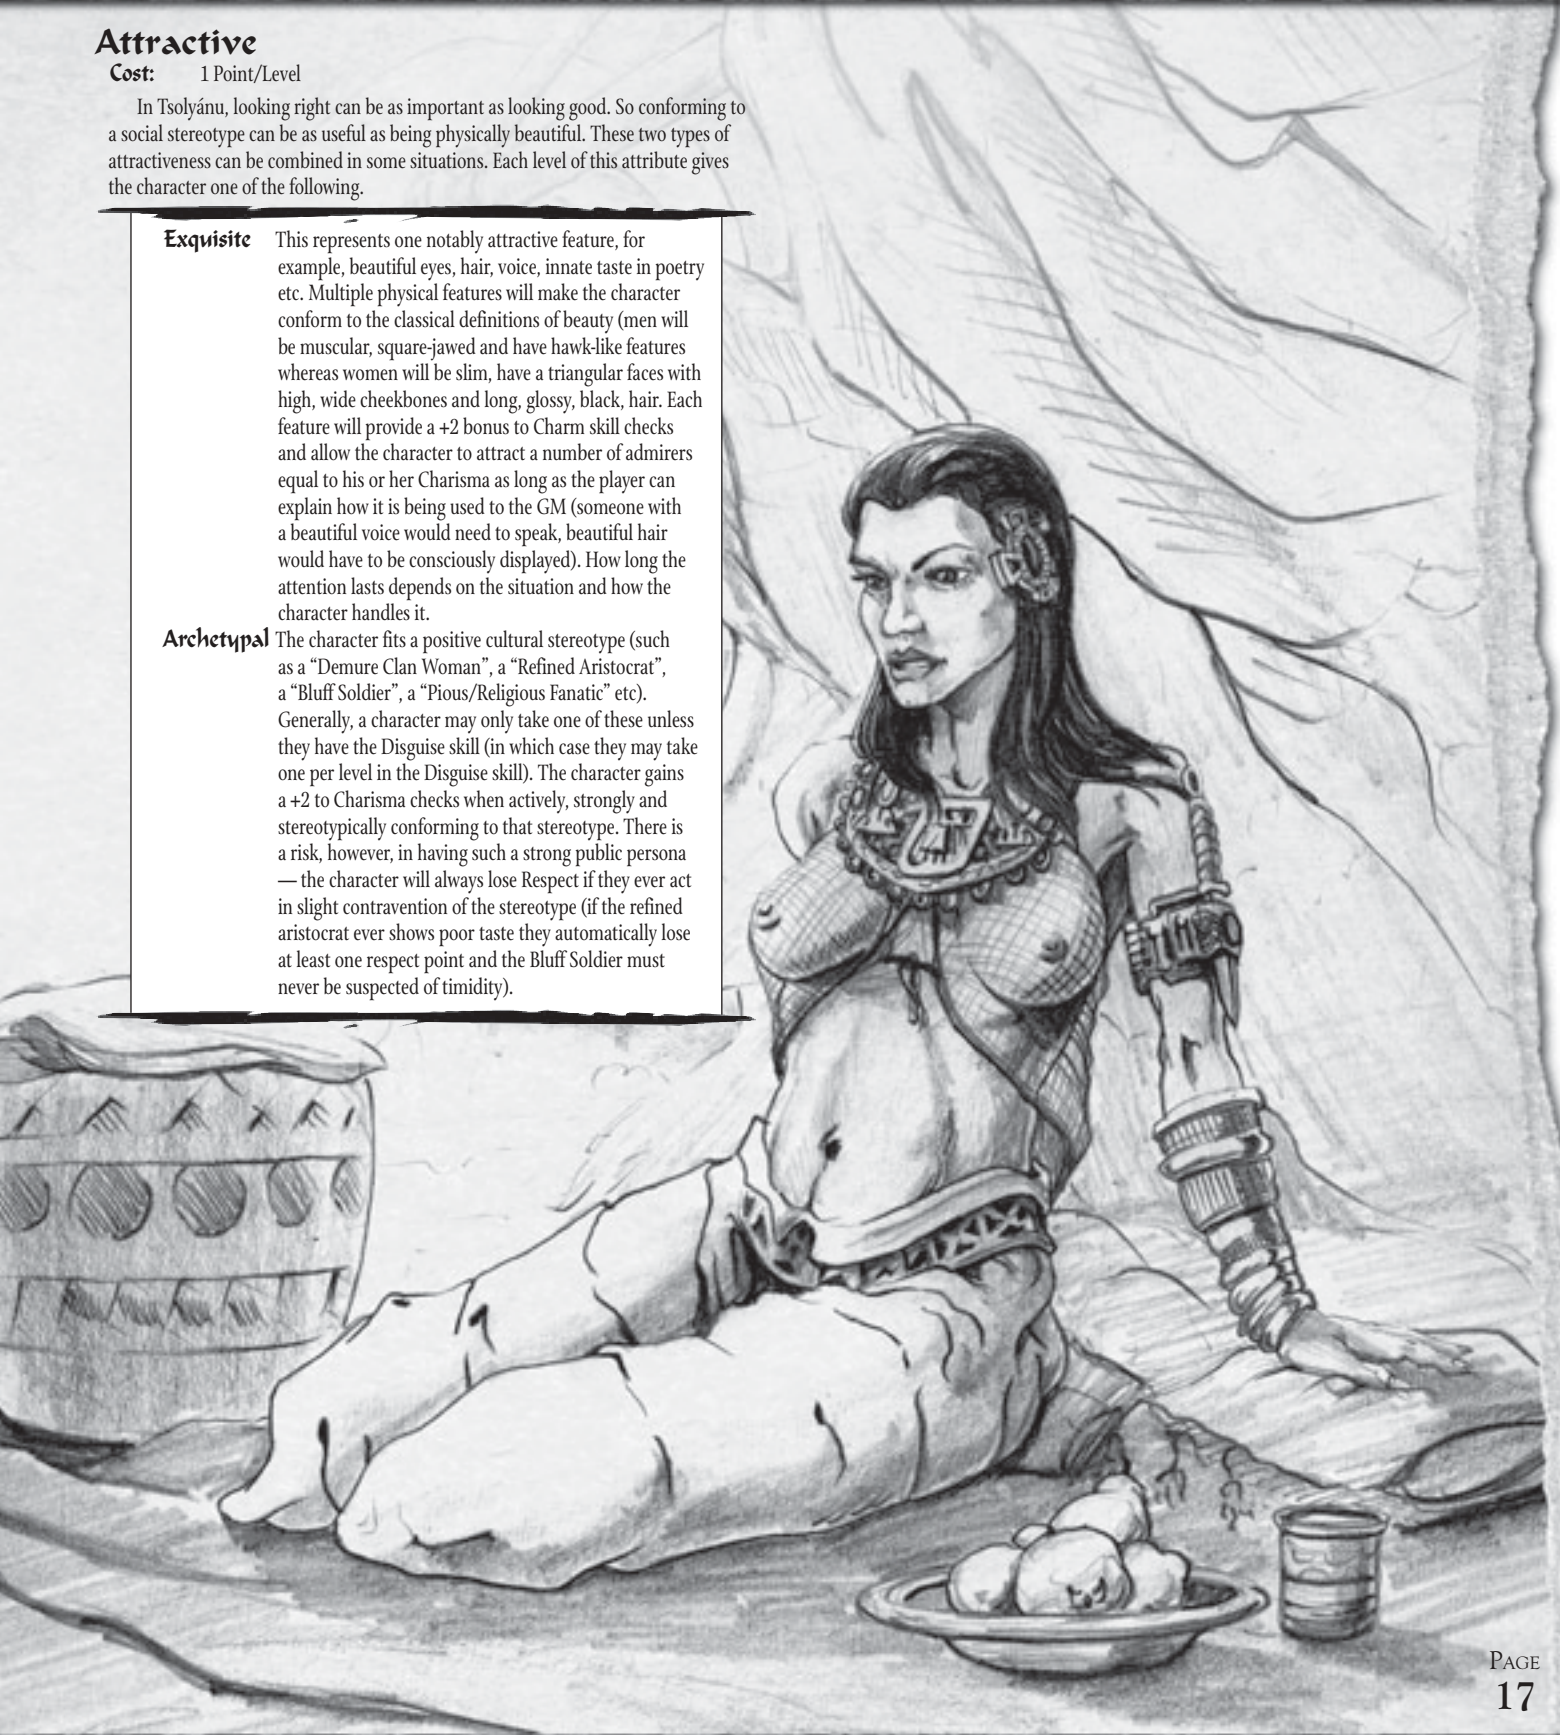 Attractive
Cost: 1 Point/Level
In Tsolyánu, looking right can be as important as looking good. So conforming to
a social stereotype can be as useful as being physically beautiful. These two types of
attractiveness can be combined in some situations. Each level of this attribute gives
the character one of the following.
Exquisite This represents one notably attractive feature, for
example, beautiful eyes, hair, voice, innate taste in poetry
etc. Multiple physical features will make the character
conform to the classical definitions of beauty (men will
be muscular, square-jawed and have hawk-like features
whereas women will be slim, have a triangular faces with
high, wide cheekbones and long, glossy, black, hair. Each
feature will provide a +2 bonus to Charm skill checks
and allow the character to attract a number of admirers
equal to his or her Charisma as long as the player can
explain how it is being used to the GM (someone with
a beautiful voice would need to speak, beautiful hair
would have to be consciously displayed). How long the
attention lasts depends on the situation and how the
character handles it.
Archetypal The character fits a positive cultural stereotype (such
as a “Demure Clan Woman”, a “Refined Aristocrat”,
a “Bluff Soldier”, a “Pious/Religious Fanatic” etc).
Generally, a character may only take one of these unless
they have the Disguise skill (in which case they may take
one per level in the Disguise skill). The character gains
a +2 to Charisma checks when actively, strongly and
stereotypically conforming to that stereotype. There is
a risk, however, in having such a strong public persona
— the character will always lose Respect if they ever act
in slight contravention of the stereotype (if the refined
aristocrat ever shows poor taste they automatically lose
at least one respect point and the Bluff Soldier must
never be suspected of timidity).
Page
17